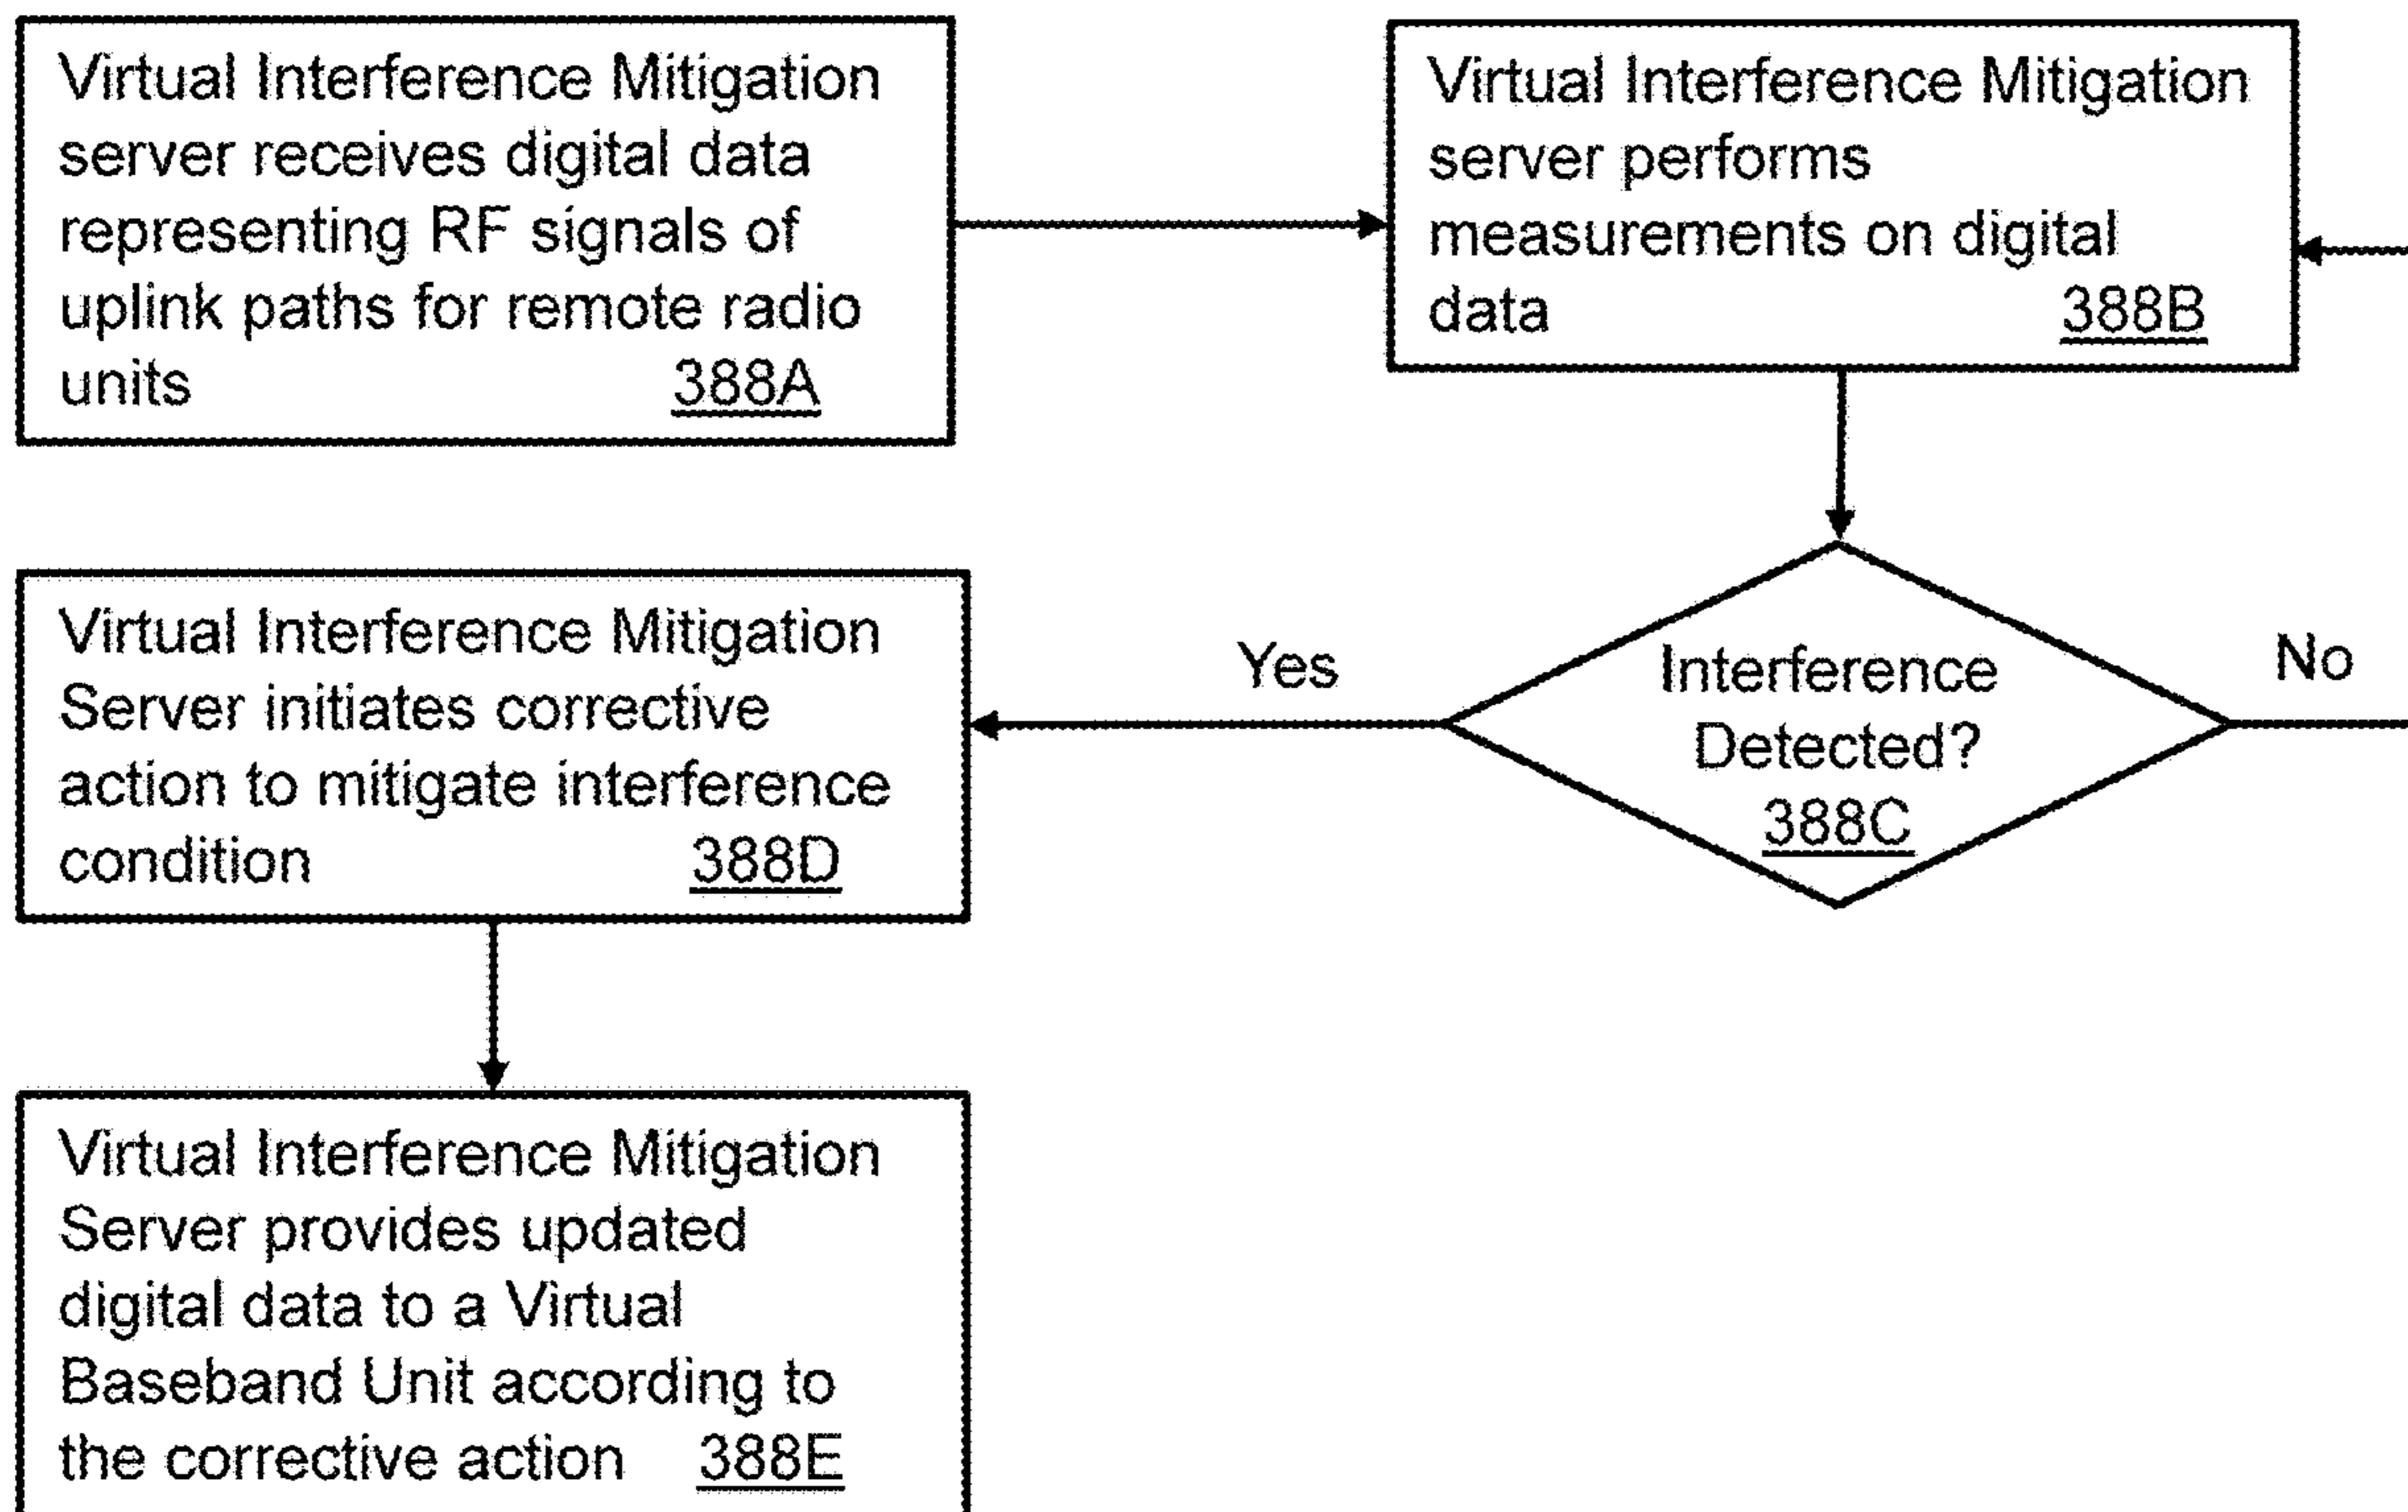 Virtual Interference Mitigation
server receives digital data
representing RF signals of
uplink paths for remote radio
units 388A
Virtual Interference Mitigation
server performs
measurements on digital
data 388B
Interference
Detected?
388C
Yes
No
Virtual Interference Mitigation
Server initiates corrective
action to mitigate interference
condition 388D
Virtual Interference Mitigation
Server provides updated
digital data to a Virtual
Baseband Unit according to
the corrective action 388E